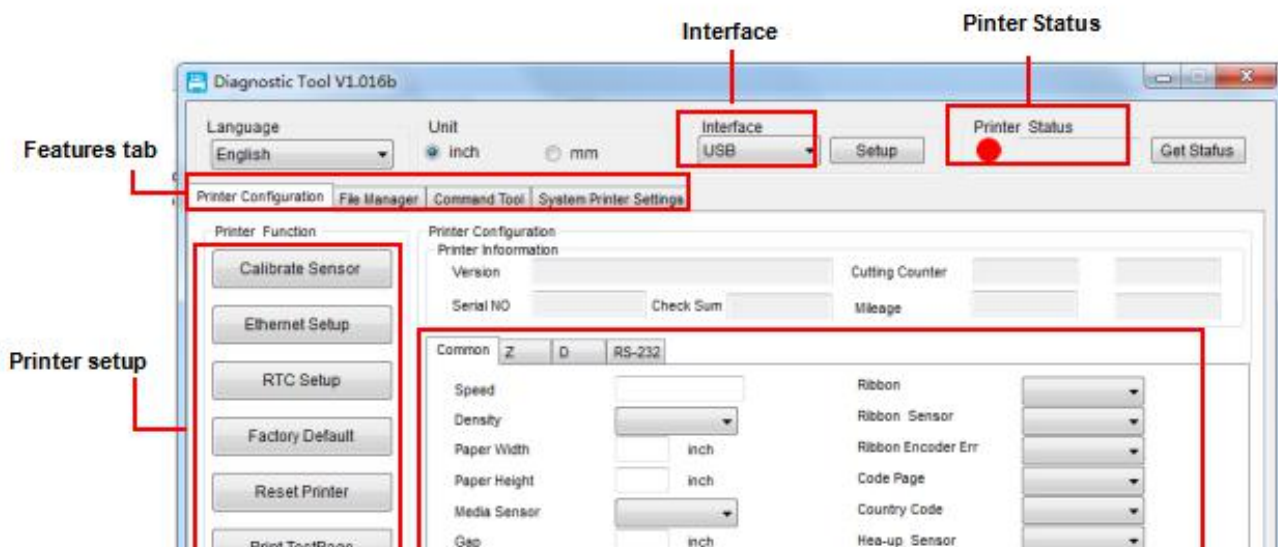 Interface
Pinter Status
Diagnostic Tool V1.016b
Language
Unit
Interface
Printer Status
Features tab
English
inch
mm
USB
Setup
Get Status
Printer Configuration
File Manager
Command Tool
System Printer Settings
Printer Function
Printer Configuration
Printer Infoormation
Calibrate Sensor
Version
Cutting Counter
Serial NO
Check Sum
Mileage
Ethernet Setup
Printer setup
Common
Z
D
RS-232
RTC Setup
Speed
Ribbon
Density
Ribbon Sensor
Factory Default
Paper Width
inch
Ribbon Encoder Err
Paper Height
inch
Code Page
Reset Printer
Media Sensor
Country Code
Print TestPage
Gap
inch
Hea-up Sensor